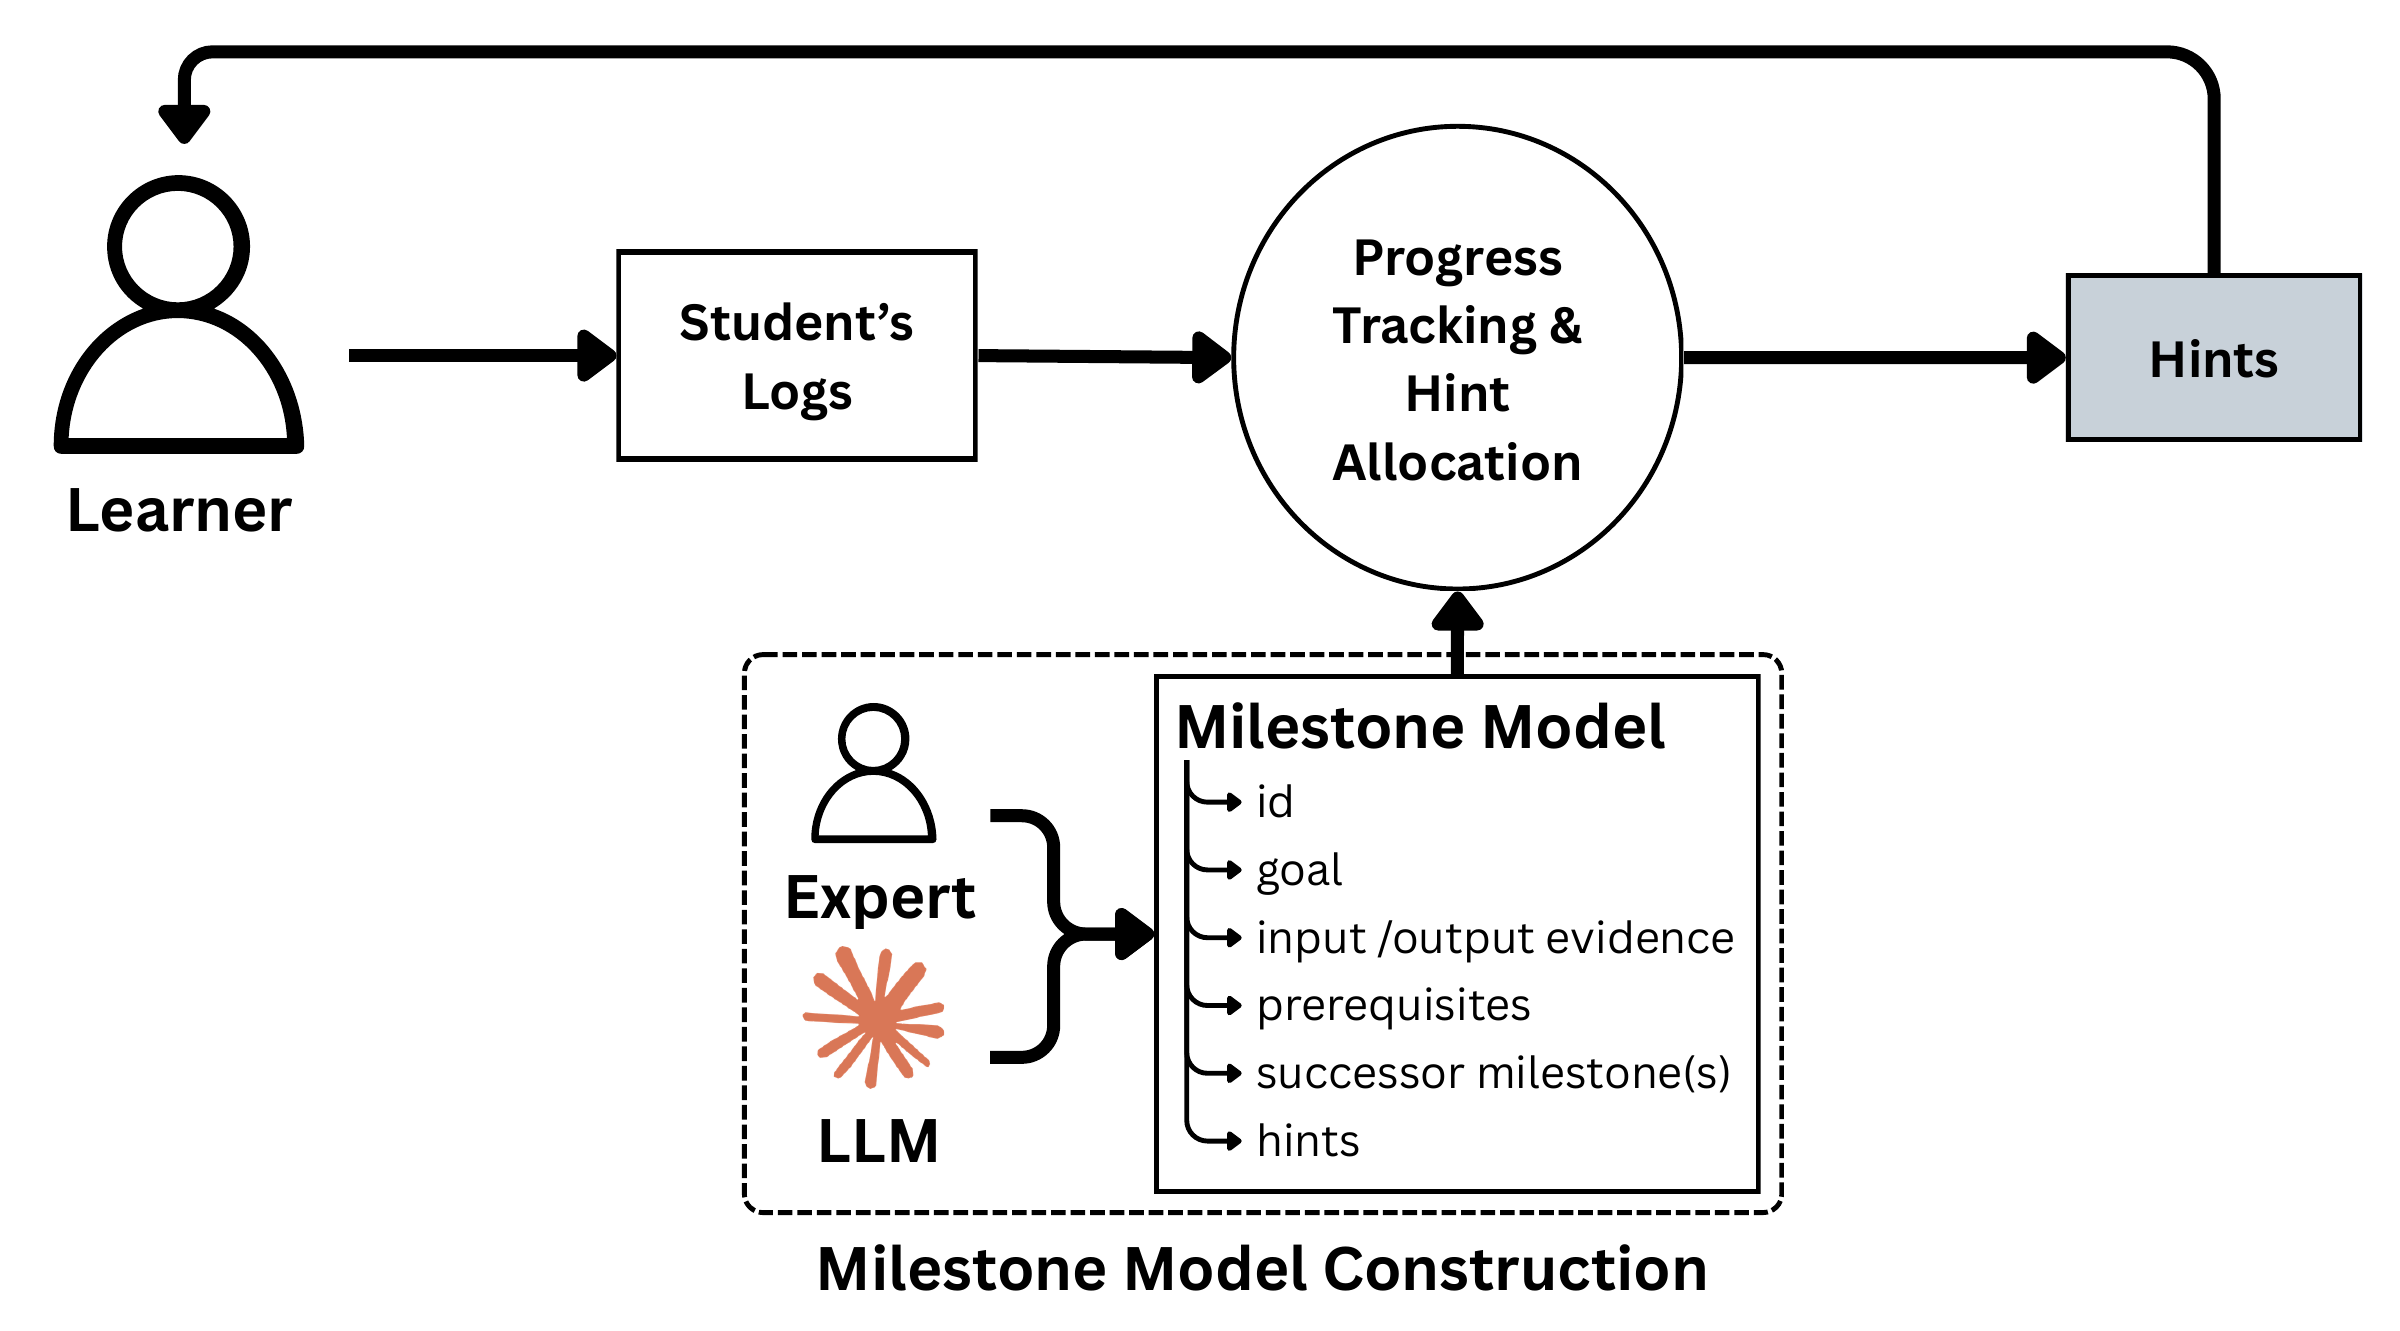 Learner
Student’s
Logs
Progress
Tracking &
Hint
Allocation
Hints
Expert
LLM
Milestone Model
id
goal
input /output evidence
prerequisites
successor milestone(s)
hints
Milestone Model Construction